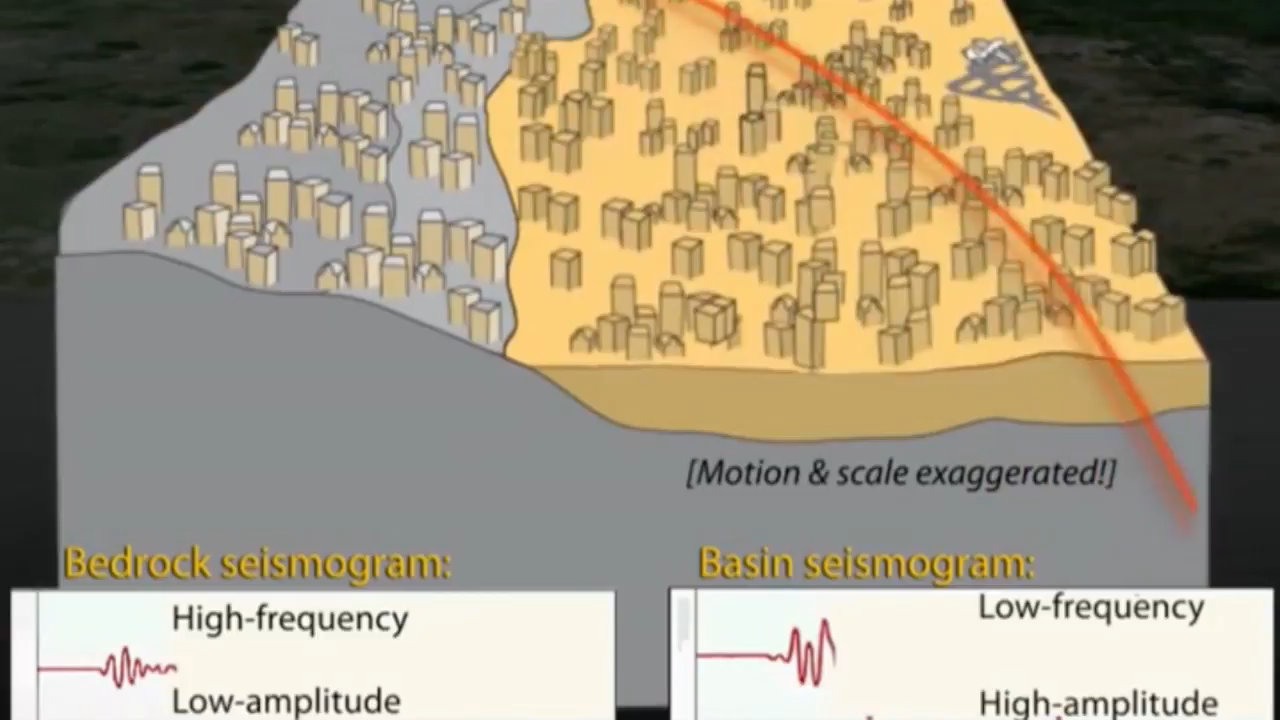 [Motion & scale exaggerated!]
Bedrock seismogram:
High-frequency
Low-amplitude
Basin seismogram:
Low-frequency
High-amplitude